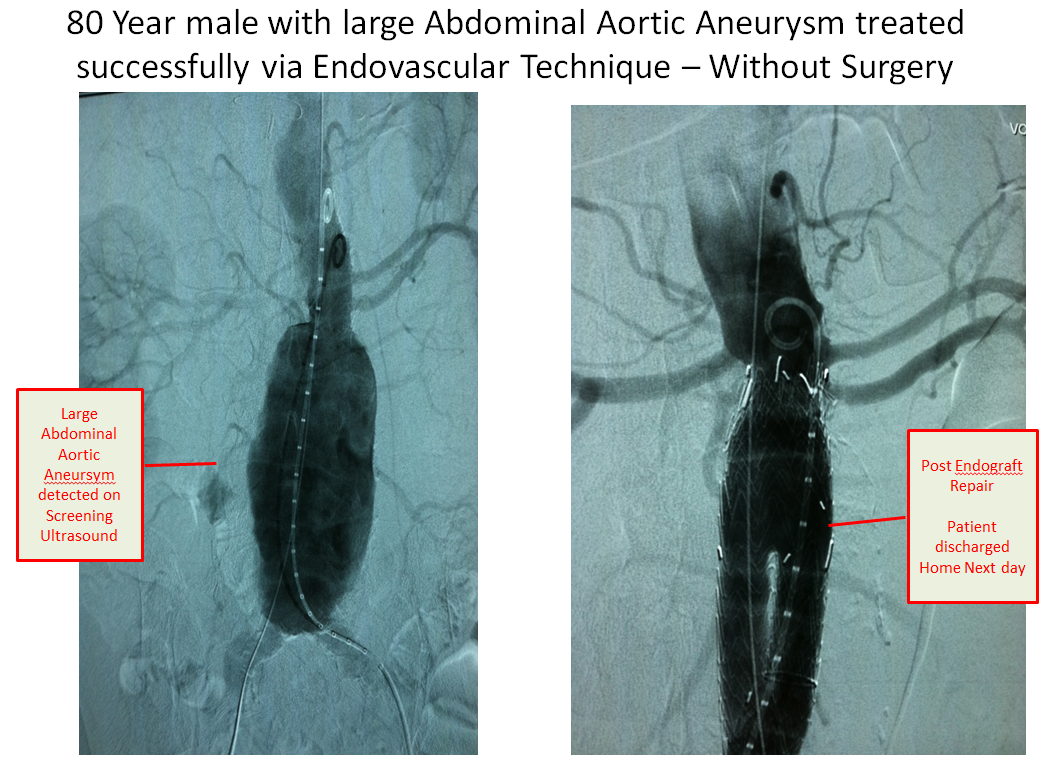 80 Year male with large Abdominal Aortic Aneurysm treated
successfully via Endovascular Technique – Without Surgery
Large
Abdominal
Aortic
Aneursym
detected on
Screening
Ultrasound
VO
Post Endograft
Repair
Patient
discharged
Home Next day